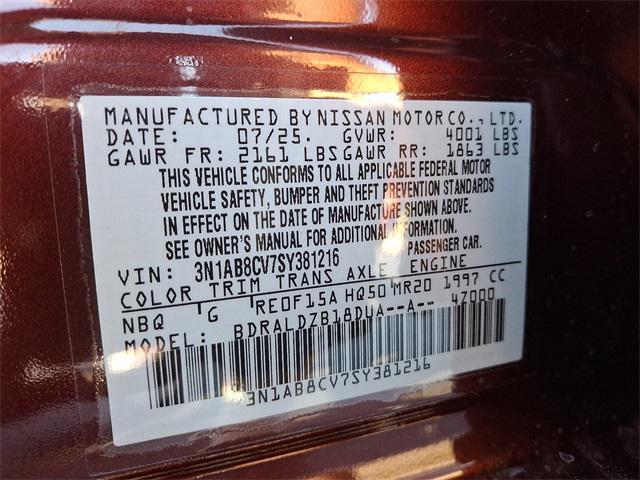 MANUFACTURED BY NISSAN MOTOR CO., LTD.
DATE: 07/25. GVWR: 4001 LBS
GAWR FR: 2161 LBS GAWR RR: 1863 LBS
THIS VEHICLE CONFORMS TO ALL APPLICABLE FEDERAL MOTOR
VEHICLE SAFETY, BUMPER AND THEFT PREVENTION STANDARDS
IN EFFECT ON THE DATE OF MANUFACTURE SHOWN ABOVE.
SEE OWNER'S MANUAL FOR ADDITIONAL INFORMATION.
VIN: 3N1AB8CV7SY381216 PASSENGER CAR.
COLOR TRIM TRANS AXLE ENGINE
NBQ G RE0F15A HQ50 MR20 1997 CC
MODEL: BDRALDZB18DUA--A-- 4Z000
3N1AB8CV7SY381216